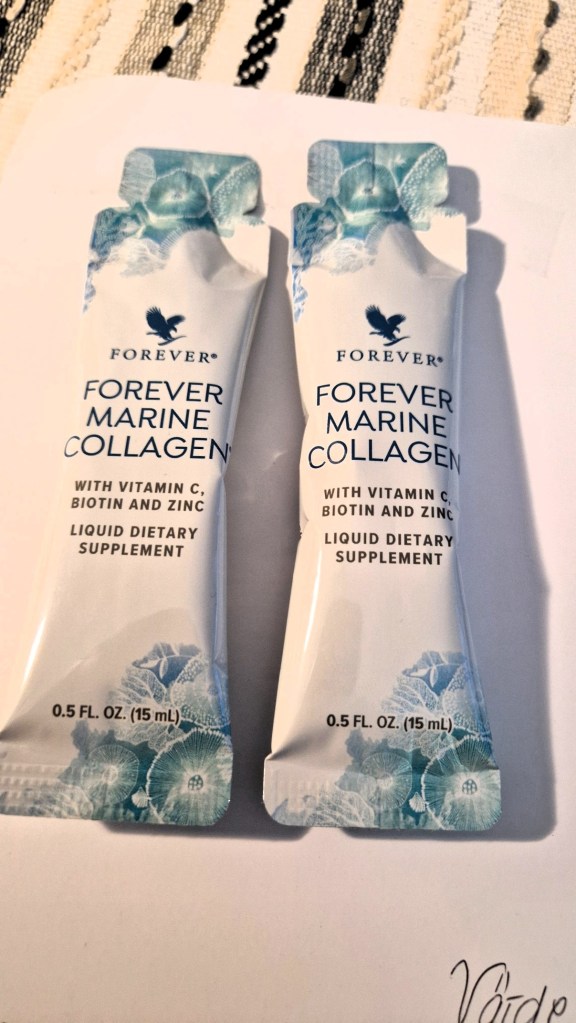 FOREVER®
FOREVER
MARINE
COLLAGEN®
WITH VITAMIN C,
BIOTIN AND ZINC
LIQUID DIETARY
SUPPLEMENT
0.5 FL. OZ. (15 mL)
FOREVER®
FOREVER
MARINE
COLLAGEN
WITH VITAMIN C,
BIOTIN AND ZINC
LIQUID DIETARY
SUPPLEMENT
0.5 FL. OZ. (15 mL)